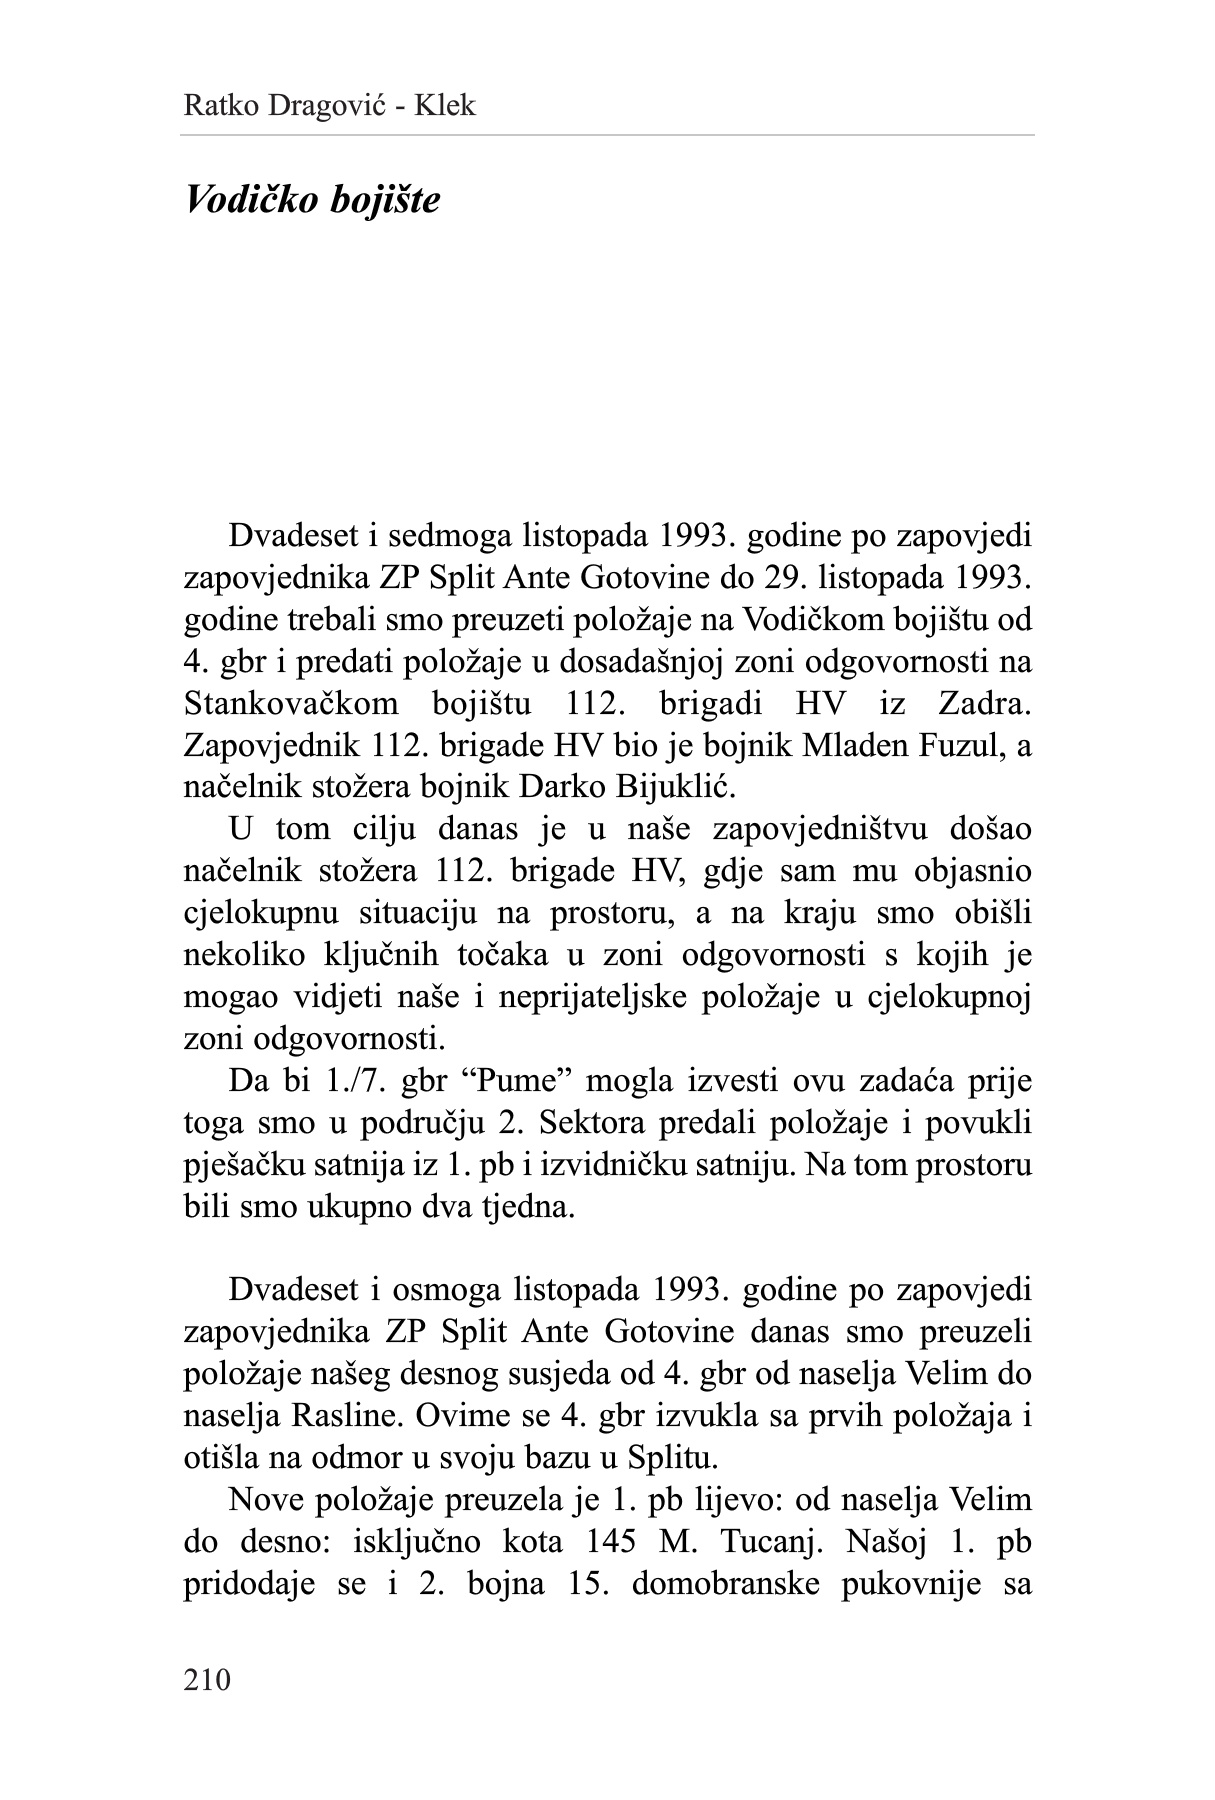 Ratko Dragović - Klek
Vodičko bojište
Dvadeset i sedmoga listopada 1993. godine po zapovjedi
zapovjednika ZP Split Ante Gotovine do 29. listopada 1993.
godine trebali smo preuzeti položaje na Vodičkom bojištu od
4. gbr i predati položaje u dosadašnjoj zoni odgovornosti na
Stankovačkom bojištu 112. brigadi HV iz Zadra.
Zapovjednik 112. brigade HV bio je bojnik Mladen Fuzul, a
načelnik stožera bojnik Darko Bijuklić.
U tom cilju danas je u naše zapovjedništvu došao
načelnik stožera 112. brigade HV, gdje sam mu objasnio
cjelokupnu situaciju na prostoru, a na kraju smo obišli
nekoliko ključnih točaka u zoni odgovornosti s kojih je
mogao vidjeti naše i neprijateljske položaje u cjelokupnoj
zoni odgovornosti.
Da bi 1./7. gbr “Pume” mogla izvesti ovu zadaća prije
toga smo u području 2. Sektora predali položaje i povukli
pješačku satnija iz 1. pb i izvidničku satniju. Na tom prostoru
bili smo ukupno dva tjedna.
Dvadeset i osmoga listopada 1993. godine po zapovjedi
zapovjednika ZP Split Ante Gotovine danas smo preuzeli
položaje našeg desnog susjeda od 4. gbr od naselja Velim do
naselja Rasline. Ovime se 4. gbr izvukla sa prvih položaja i
otišla na odmor u svoju bazu u Splitu.
Nove položaje preuzela je 1. pb lijevo: od naselja Velim
do desno: isključno kota 145 M. Tucanj. Našoj 1. pb
pridodaje se i 2. bojna 15. domobranske pukovnije sa
210